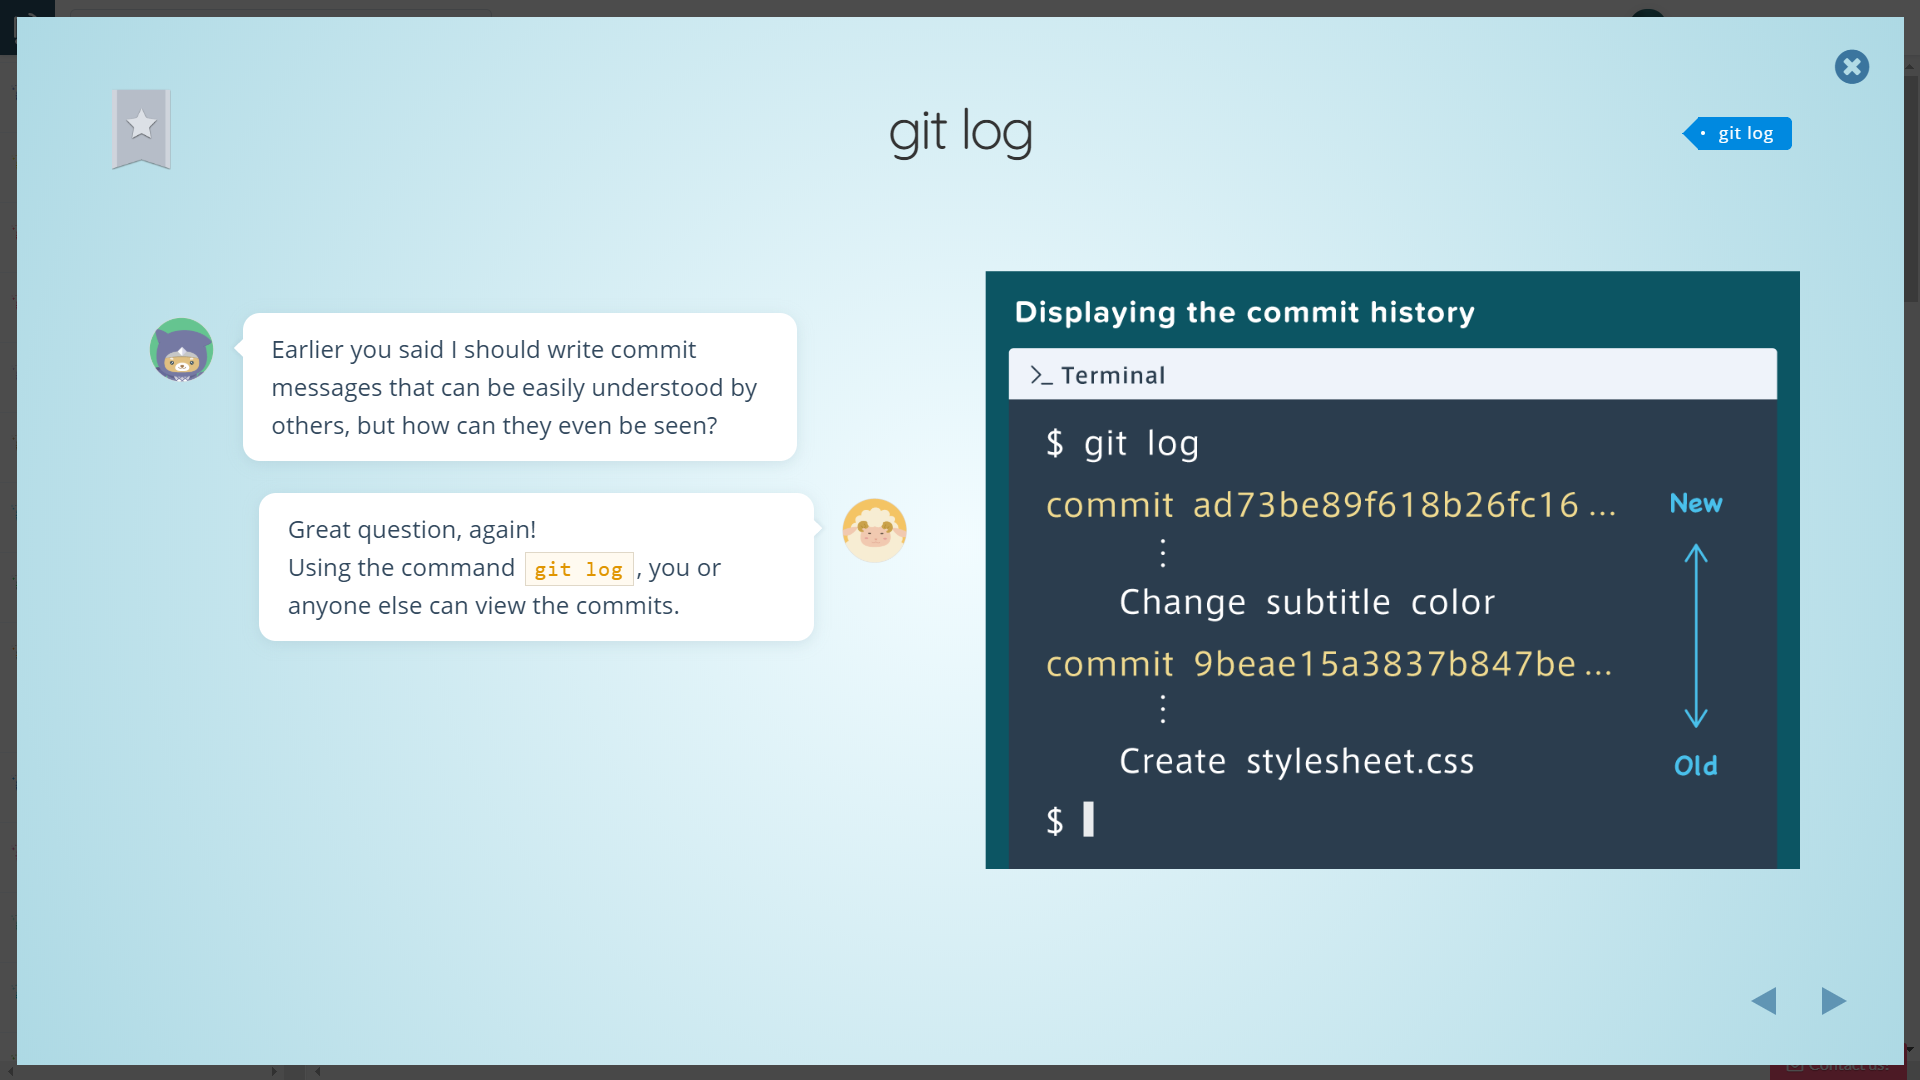 git log
• git log
Earlier you said I should write commit
messages that can be easily understood by
others, but how can they even be seen?
Great question, again!
Using the command git log, you or
anyone else can view the commits.
Displaying the commit history
>_ Terminal
$ git log
commit ad73be89f618b26fc16 ...
New
⋮
Change subtitle color
commit 9beae15a3837b847be ...
⋮
Create stylesheet.css
Old
$
Contact us!